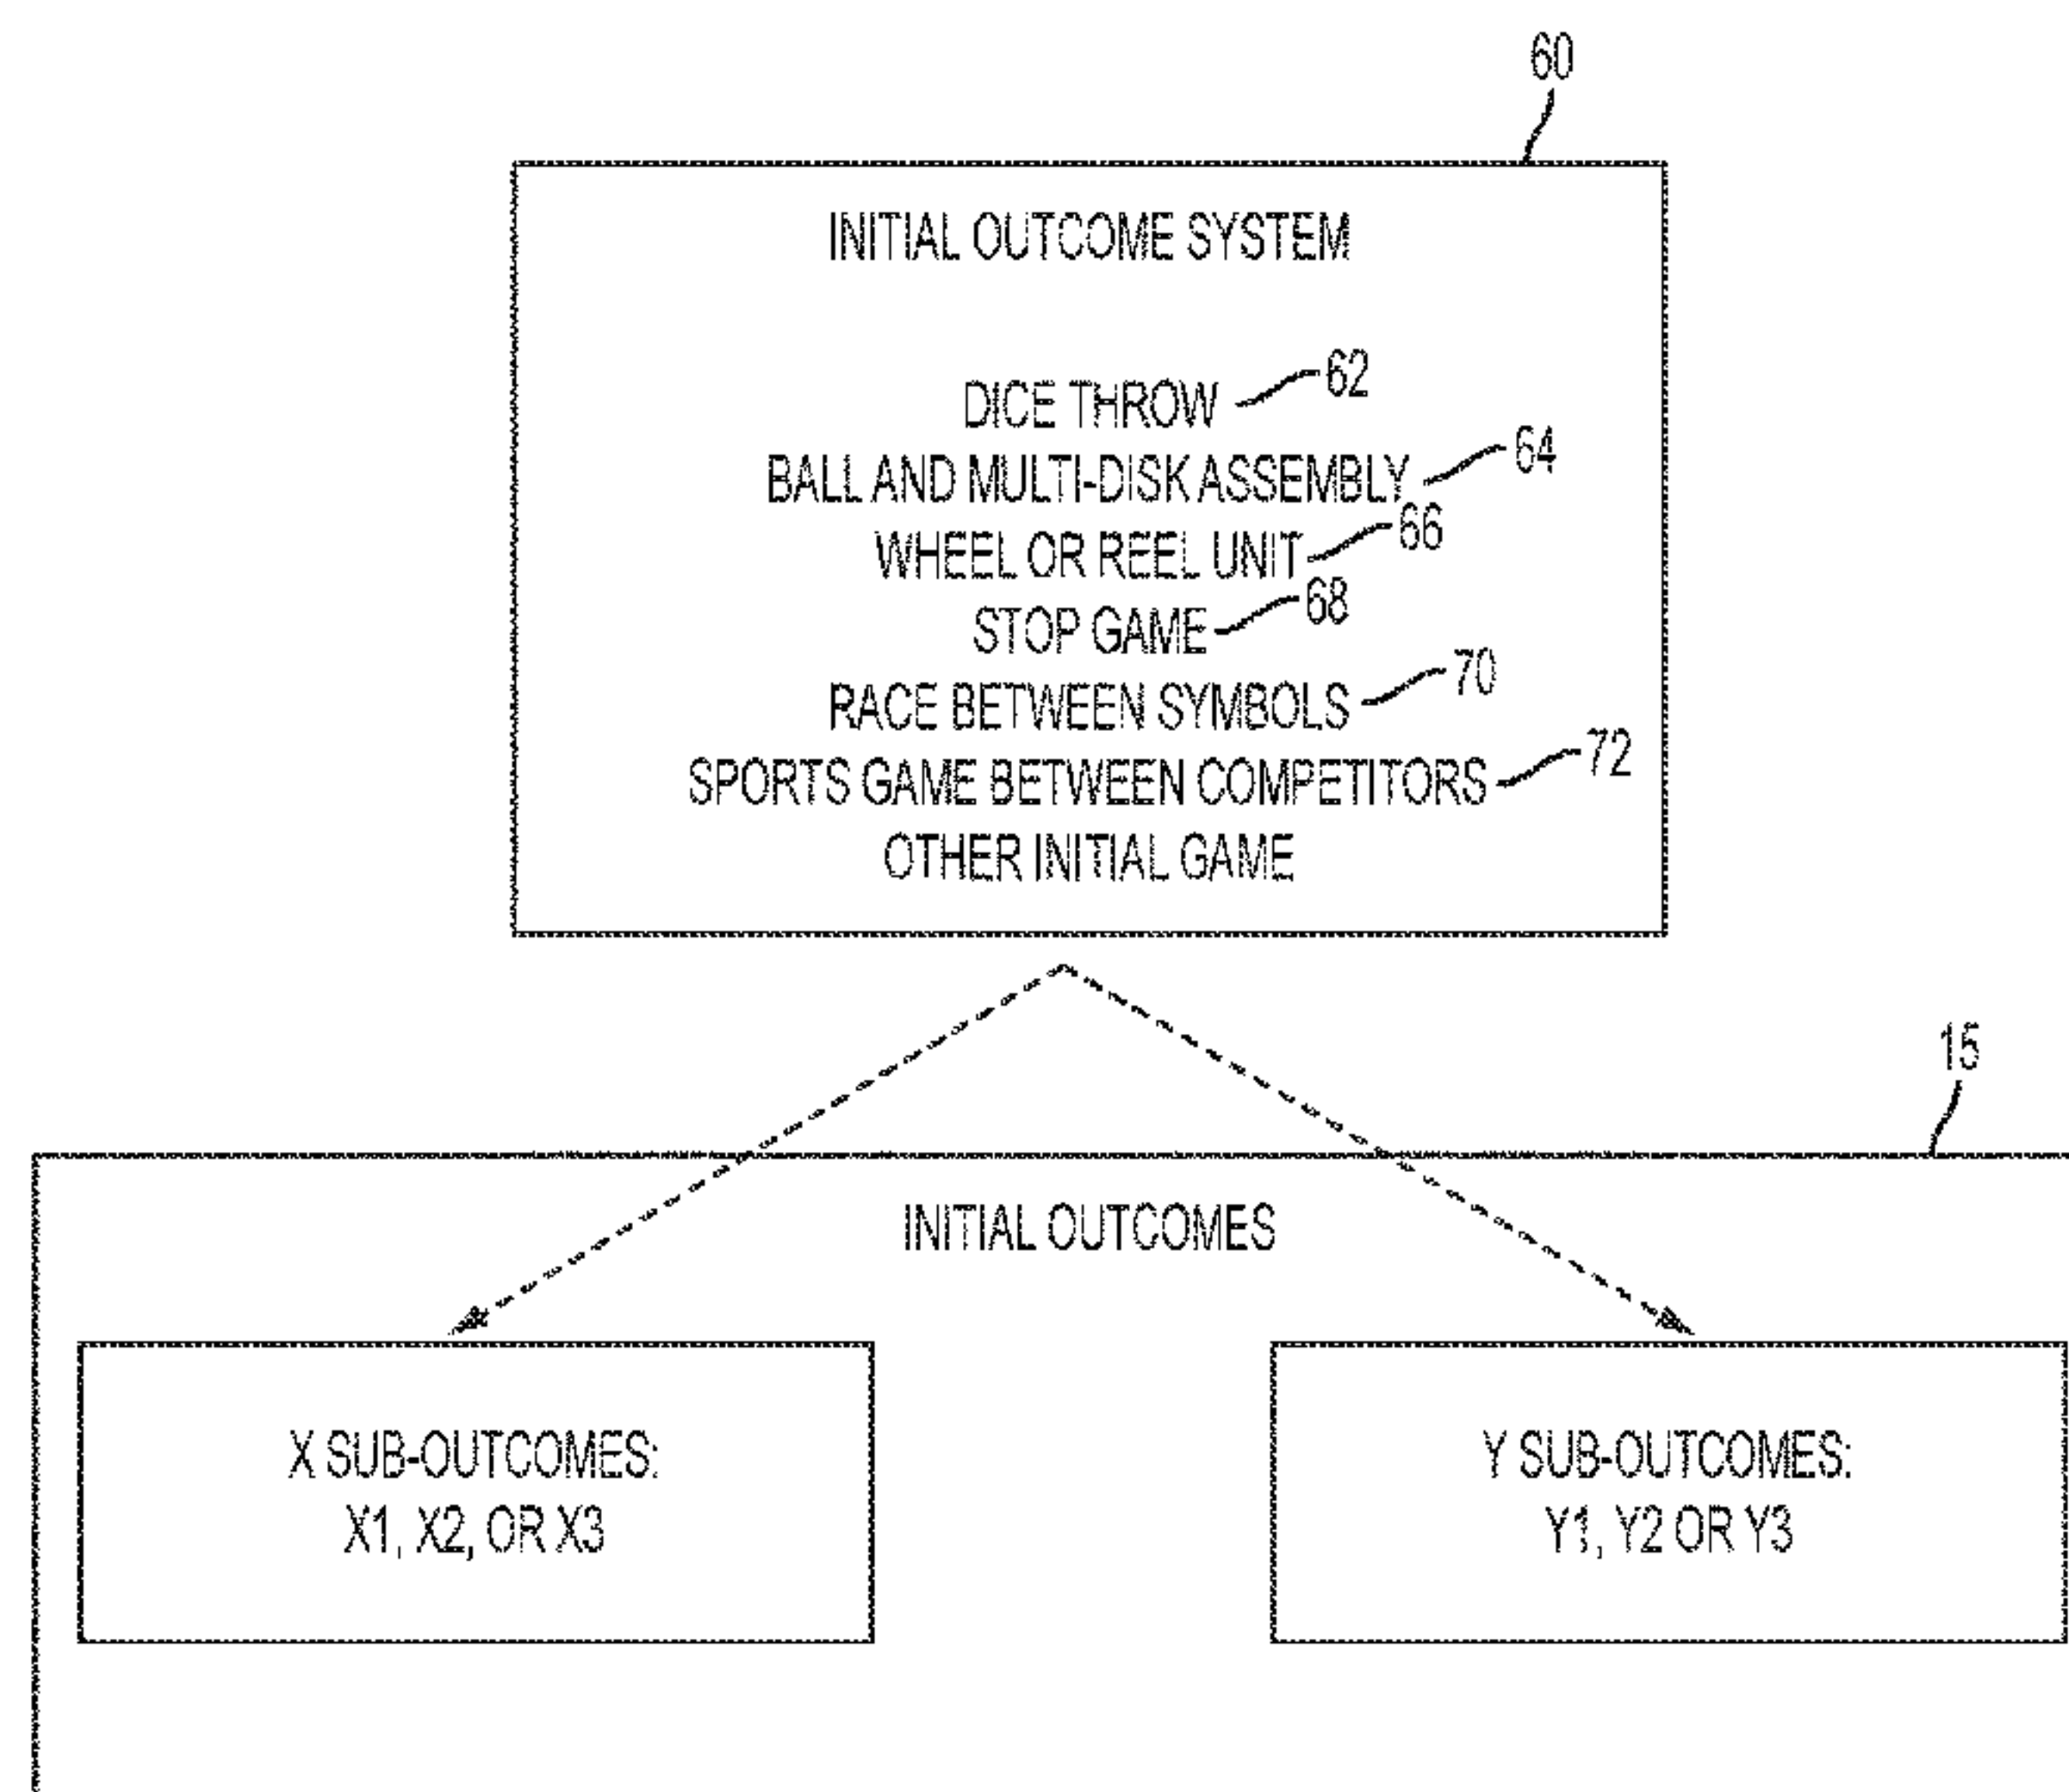 60
INITIAL OUTCOME SYSTEM
DICE THROW 62
BALL AND MULTI-DISK ASSEMBLY 64
WHEEL OR REEL UNIT 66
STOP GAME 68
RACE BETWEEN SYMBOLS 70
SPORTS GAME BETWEEN COMPETITORS 72
OTHER INITIAL GAME
15
INITIAL OUTCOMES
X SUB-OUTCOMES:
X1, X2, OR X3
Y SUB-OUTCOMES:
Y1, Y2 OR Y3